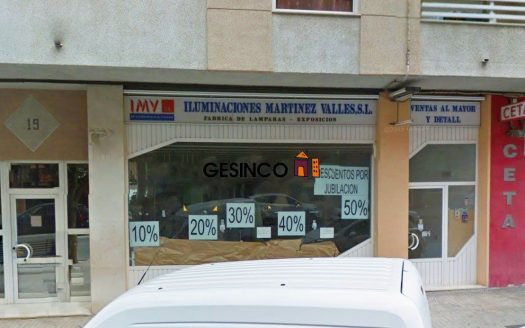 19
IMV
ILUMINACIONES MARTINEZ VALLES, S.L.
FABRICA DE LAMPARAS - EXPOSICION
VENTAS AL MAYOR
Y DETALL
CETA
CETA
GESINCO
DESCUENTOS POR
JUBILACION
10%
20%
30%
40%
50%